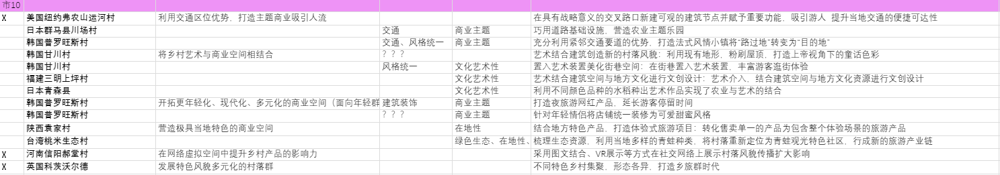 市10
X 美国纽约弗农山运河村 利用交通区位优势，打造主题商业吸引人流 在具有战略意义的交叉路口新建可观的建筑节点并赋予重要功能，吸引游人 提升当地交通的便捷可达性
日本群马县川场村 交通 商业主题 巧用道路基础设施，营造农业主题乐园
韩国普罗旺斯村 交通、风格统一 商业主题 充分利用紧邻交通要道的优势，打造法式风情小镇将“路过地”转变为“目的地”
韩国甘川村 将乡村艺术与商业空间相结合 ？？？ 艺术结合建筑创造新的村落风貌：利用现有地形，粉刷屋顶，打造上帝视角下的童话色彩
韩国甘川村 风格统一 文化艺术性 置入艺术装置美化街巷空间：在街巷置入艺术装置，丰富游客逛街体验
福建三明上坪村 文化艺术性 艺术结合建筑空间与地方文化进行文创设计：艺术介入，结合建筑空间与地方文化资源进行文创设计
日本青森县 文化艺术性 利用不同颜色品种的水稻种出艺术作品实现了农业与艺术的结合
韩国普罗旺斯村 开拓更年轻化、现代化、多元化的商业空间（面向年轻群 建筑装饰 商业主题 打造夜旅游网红产品，延长游客停留时间
韩国普罗旺斯村 ？？？ 商业主题 针对年轻情侣将店铺统一装修为可爱甜蜜风格
陕西袁家村 营造极具当地特色的商业空间 在地性 结合地方特色产品，打造体验式旅游项目：转化售卖单一的产品为包含整个体验场景的旅游产品
台湾桃米生态村 绿色生态、在地性、 梳理生态资源，利用当地多样的青蛙种类，将村落重新定位为青蛙观光特色社区，行成新的旅游产业链
X 河南信阳郝堂村 在网络虚拟空间中提升乡村产品的影响力 采用图文结合、VR展示等方式在社交网络上展示村落风貌传播扩大影响
X 英国科茨沃尔德 发展特色风貌多元化的村落群 不同特色乡村集聚，形态各异，打造乡旅群时代